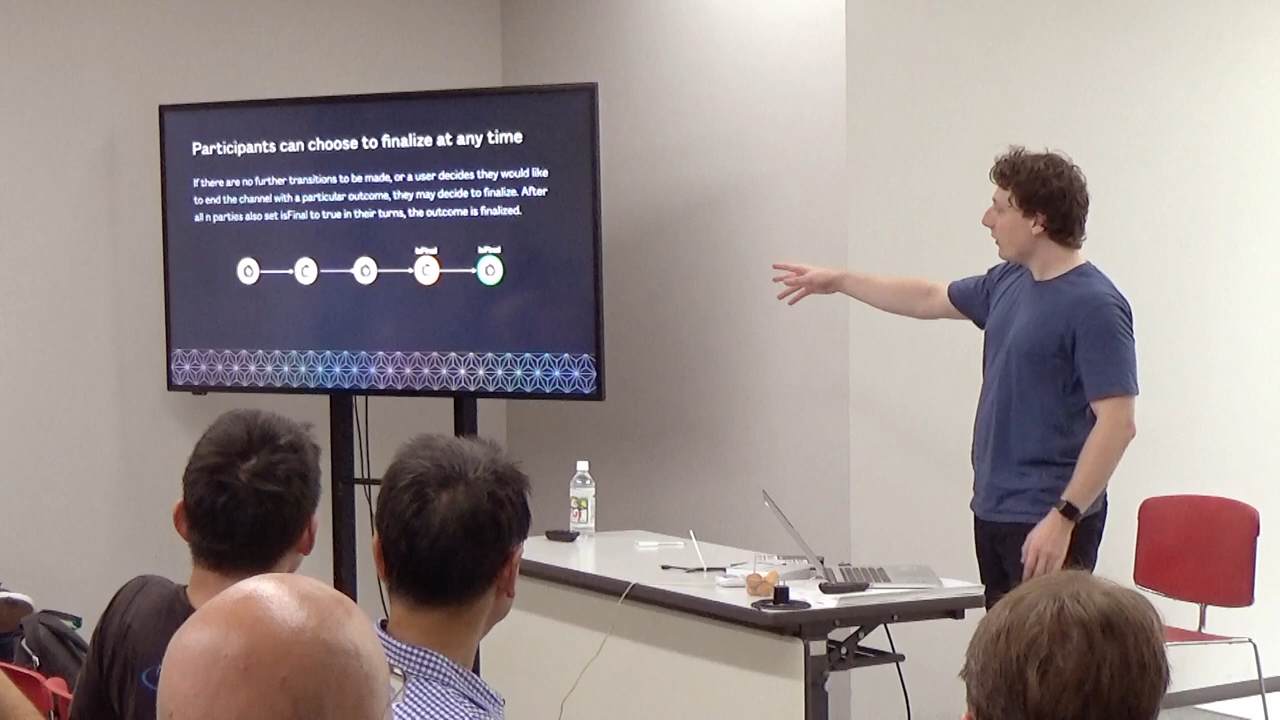 Participants can choose to finalize at any time
If there are no further transitions to be made, or a user decides they would like
to end the channel with a particular outcome, they may decide to finalize. After
all n parties also set isFinal to true in their turns, the outcome is finalized.
isFinal isFinal